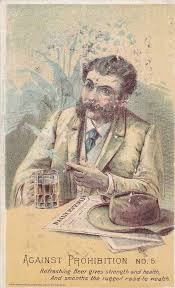 AGAINST PROHIBITION NO. 5.
Refreshing Beer gives strength and health,
And smooths the rugged road to wealth.